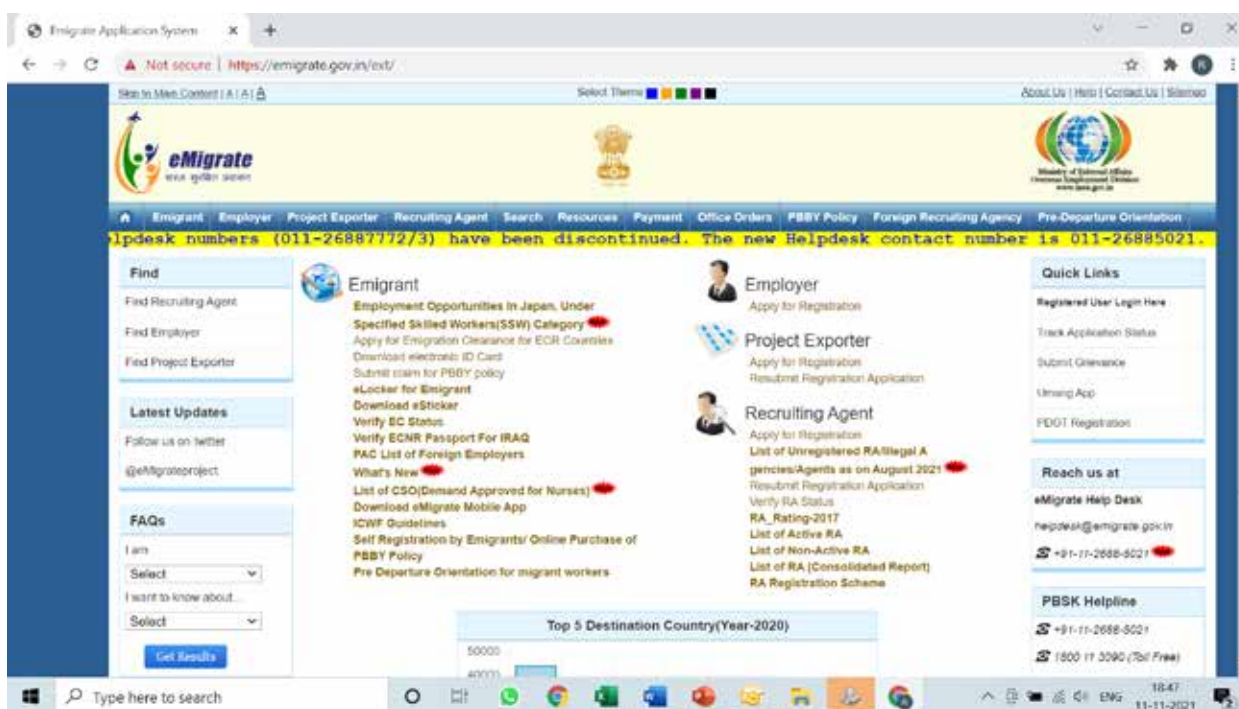 Emigrate Application System
Not secure | https://emigrate.gov.in/ext/
Skip to Main Content | A | A | A
Select Theme
About Us | Help | Contact Us | Sitemap
eMigrate
Ministry of External Affairs
Overseas Employment Division
www.mea.gov.in
Emigrant Employer Project Exporter Recruiting Agent Search Resources Payment Office Orders PBBY Policy Foreign Recruiting Agency Pre-Departure Orientation
lpdesk numbers (011-26887772/3) have been discontinued. The new Helpdesk contact number is 011-26885021.
Find
Find Recruiting Agent
Find Employer
Find Project Exporter
Latest Updates
Follow us on twitter
@eMigrateproject
FAQs
I am
Select
I want to know about...
Select
Get Results
Emigrant
Employment Opportunities In Japan, Under
Specified Skilled Workers(SSW) Category
Apply for Emigration Clearance for ECR Countries
Download electronic ID Card
Submit claim for PBBY policy
eLocker for Emigrant
Download eSticker
Verify EC Status
Verify ECNR Passport For IRAQ
PAC List of Foreign Employers
What's New
List of CSO(Demand Approved for Nurses)
Download eMigrate Mobile App
ICWF Guidelines
Self Registration by Emigrants/ Online Purchase of
PBBY Policy
Pre Departure Orientation for migrant workers
Employer
Apply for Registration
Project Exporter
Apply for Registration
Resubmit Registration Application
Recruiting Agent
Apply for Registration
List of Unregistered RA/Illegal A
gencies/Agents as on August 2021
Resubmit Registration Application
Verify RA Status
RA_Rating-2017
List of Active RA
List of Non-Active RA
List of RA (Consolidated Report)
RA Registration Scheme
Top 5 Destination Country(Year-2020)
50000
40000
Quick Links
Registered User Login Here
Track Application Status
Submit Grievance
Umang App
PDOT Registration
Reach us at
eMigrate Help Desk
helpdesk@emigrate.gov.in
+91-11-2688-5021
PBSK Helpline
+91-11-2688-5021
1800 11 3090 (Toll Free)
Type here to search
ENG
18:47
11-11-2021